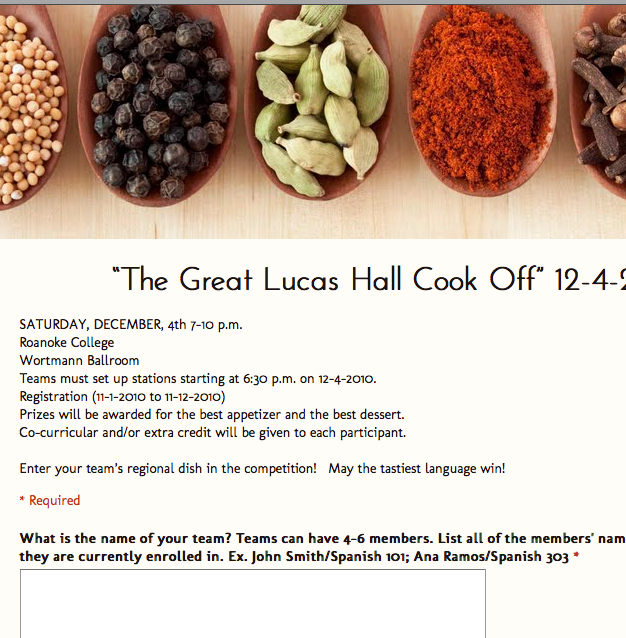 "The Great Lucas Hall Cook Off" 12-4-
SATURDAY, DECEMBER, 4th 7-10 p.m.
Roanoke College
Wortmann Ballroom
Teams must set up stations starting at 6:30 p.m. on 12-4-2010.
Registration (11-1-2010 to 11-12-2010)
Prizes will be awarded for the best appetizer and the best dessert.
Co-curricular and/or extra credit will be given to each participant.
Enter your team's regional dish in the competition! May the tastiest language win!
* Required
What is the name of your team? Teams can have 4-6 members. List all of the members' nam
they are currently enrolled in. Ex. John Smith/Spanish 101; Ana Ramos/Spanish 303 *